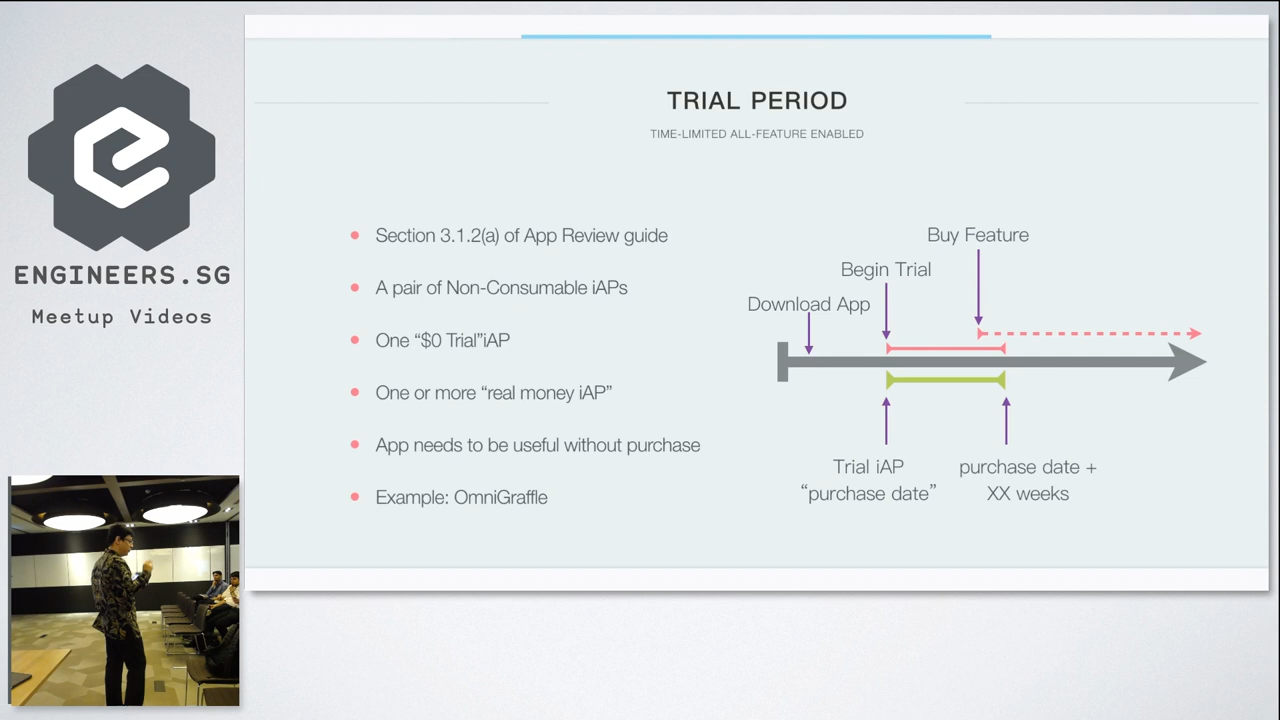 ENGINEERS.SG
Meetup Videos
TRIAL PERIOD
TIME-LIMITED ALL-FEATURE ENABLED
Section 3.1.2(a) of App Review guide
A pair of Non-Consumable iAPs
One “$0 Trial”iAP
One or more “real money iAP”
App needs to be useful without purchase
Example: OmniGraffle
Buy Feature
Begin Trial
Download App
Trial iAP
“purchase date”
purchase date +
XX weeks